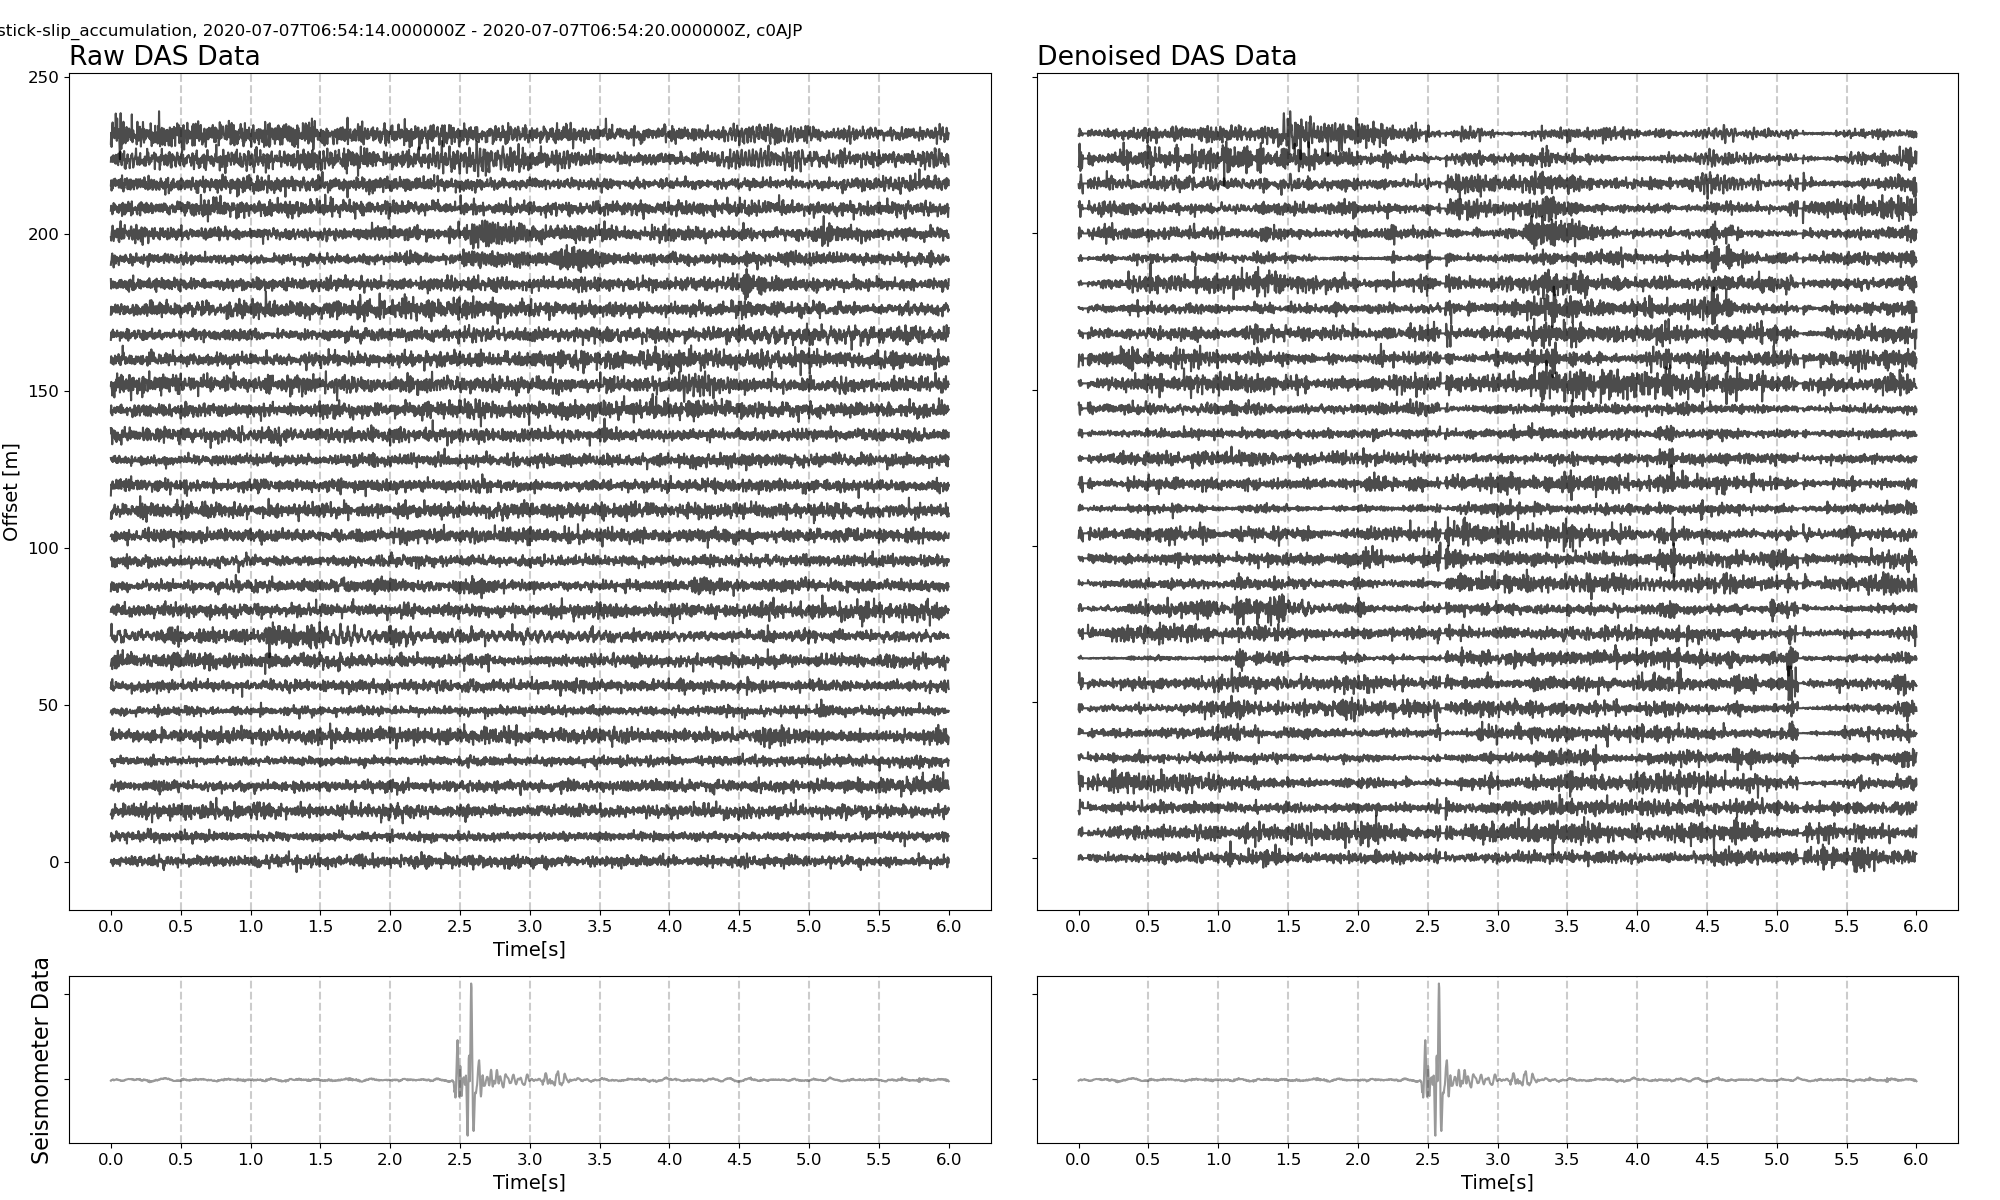 stick-slip_accumulation, 2020-07-07T06:54:14.000000Z - 2020-07-07T06:54:20.000000Z, c0AJP
Raw DAS Data
Denoised DAS Data
250
200
150
100
50
0
Offset [m]
0.0 0.5 1.0 1.5 2.0 2.5 3.0 3.5 4.0 4.5 5.0 5.5 6.0
Time[s]
0.0 0.5 1.0 1.5 2.0 2.5 3.0 3.5 4.0 4.5 5.0 5.5 6.0
Seismometer Data
0.0 0.5 1.0 1.5 2.0 2.5 3.0 3.5 4.0 4.5 5.0 5.5 6.0
Time[s]
0.0 0.5 1.0 1.5 2.0 2.5 3.0 3.5 4.0 4.5 5.0 5.5 6.0
Time[s]